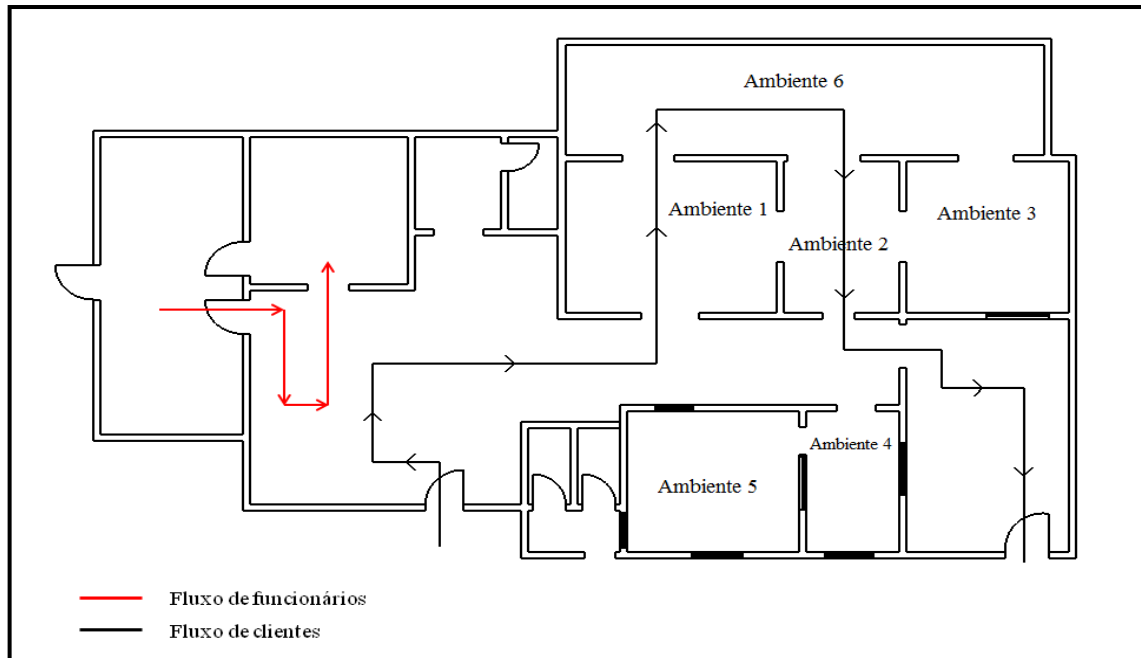 Ambiente 6
Ambiente 1
Ambiente 3
Ambiente 2
Ambiente 4
Ambiente 5
Fluxo de funcionários
Fluxo de clientes